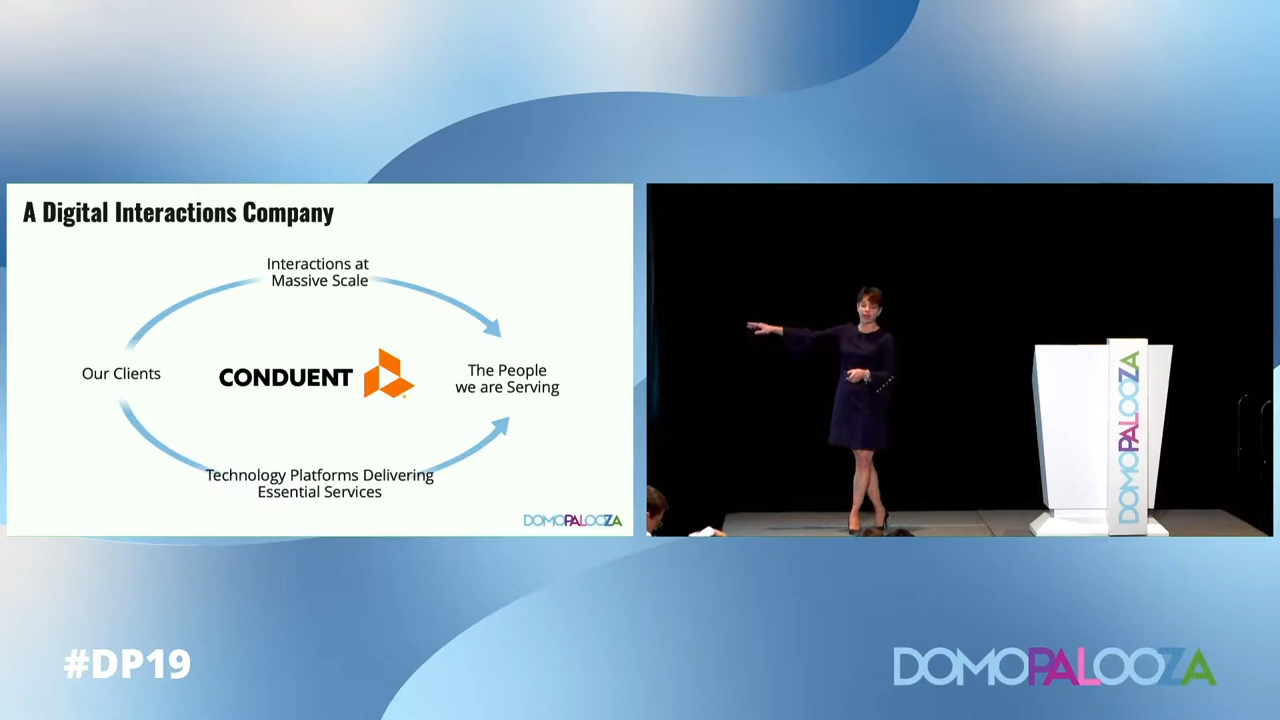 A Digital Interactions Company
Interactions at
Massive Scale
Our Clients
CONDUENT
The People
we are Serving
Technology Platforms Delivering
Essential Services
DOMOPALOOZA
DOMOPALOOZA
#DP19
DOMOPALOOZA